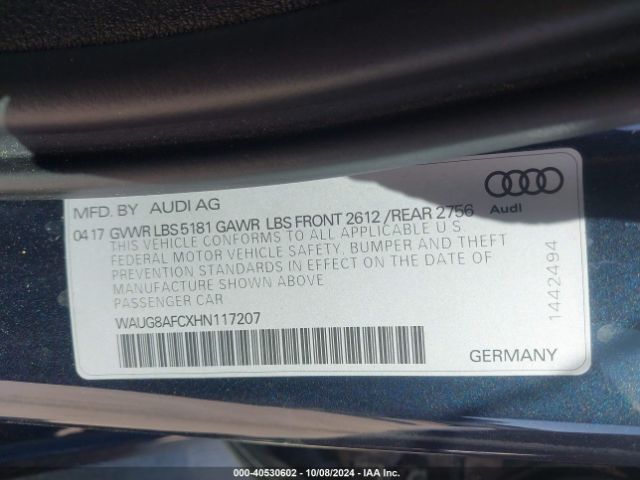 MFD. BY AUDI AG
04 17 GVWR LBS 5181 GAWR LBS FRONT 2612 /REAR 2756
THIS VEHICLE CONFORMS TO ALL APPLICABLE U S
FEDERAL MOTOR VEHICLE SAFETY, BUMPER AND THEFT
PREVENTION STANDARDS IN EFFECT ON THE DATE OF
MANUFACTURE SHOWN ABOVE
PASSENGER CAR
WAUG8AFCXHN117207
Audi
1442494
GERMANY
000-40530602 - 10/08/2024 - IAA Inc.